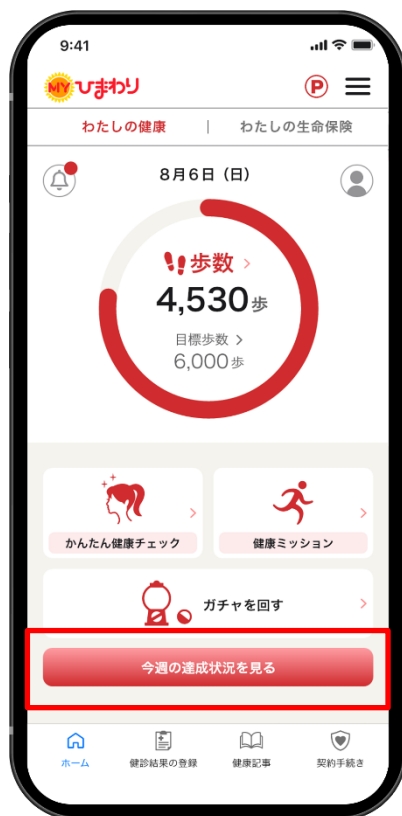 9:41
MY ひまわり
P
わたしの健康 | わたしの生命保険
8月6日(日)
歩数 >
4,530歩
目標歩数 >
6,000歩
かんたん健康チェック
健康ミッション
ガチャを回す
今週の達成状況を見る
ホーム 健診結果の登録 健康記事 契約手続き